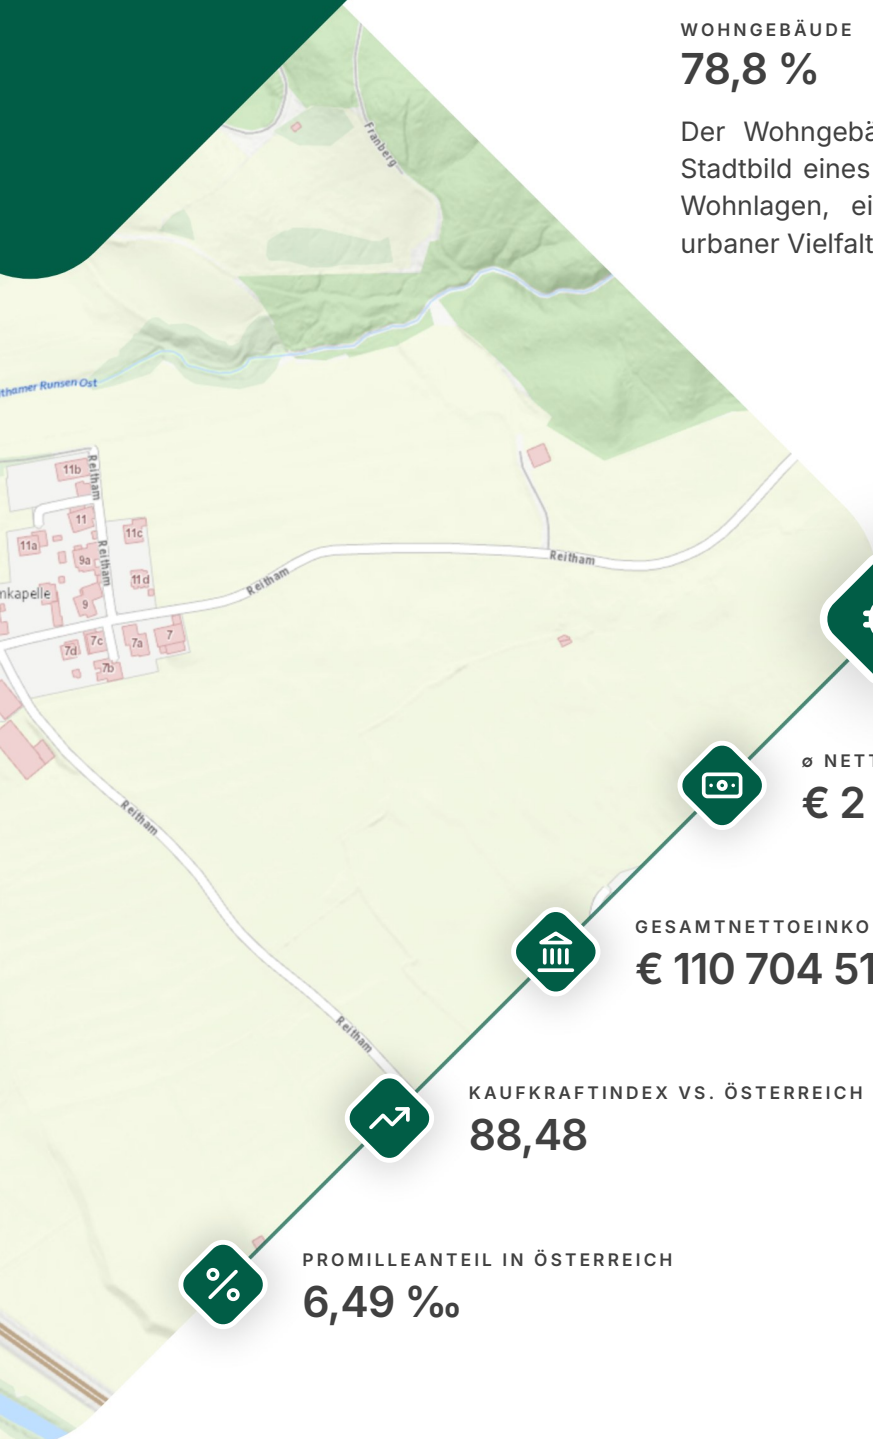 WOHNGEBÄUDE
78,8 %
Der Wohngebä
Stadtbild eines
Wohnlagen, ei
urbaner Vielfalt
Franberg
thamer Runsen Ost
11b
Reitham
11
11a
11c
9a
Reitham
11d
nkapelle
9
Reitham
Reitham
7d
7c
7a
7
7b
Reitham
ø NETT
€ 2
GESAMTNETTOEINKO
€ 110 704 51
Reitham
KAUFKRAFTINDEX VS. ÖSTERREICH
88,48
PROMILLEANTEIL IN ÖSTERREICH
6,49 ‰